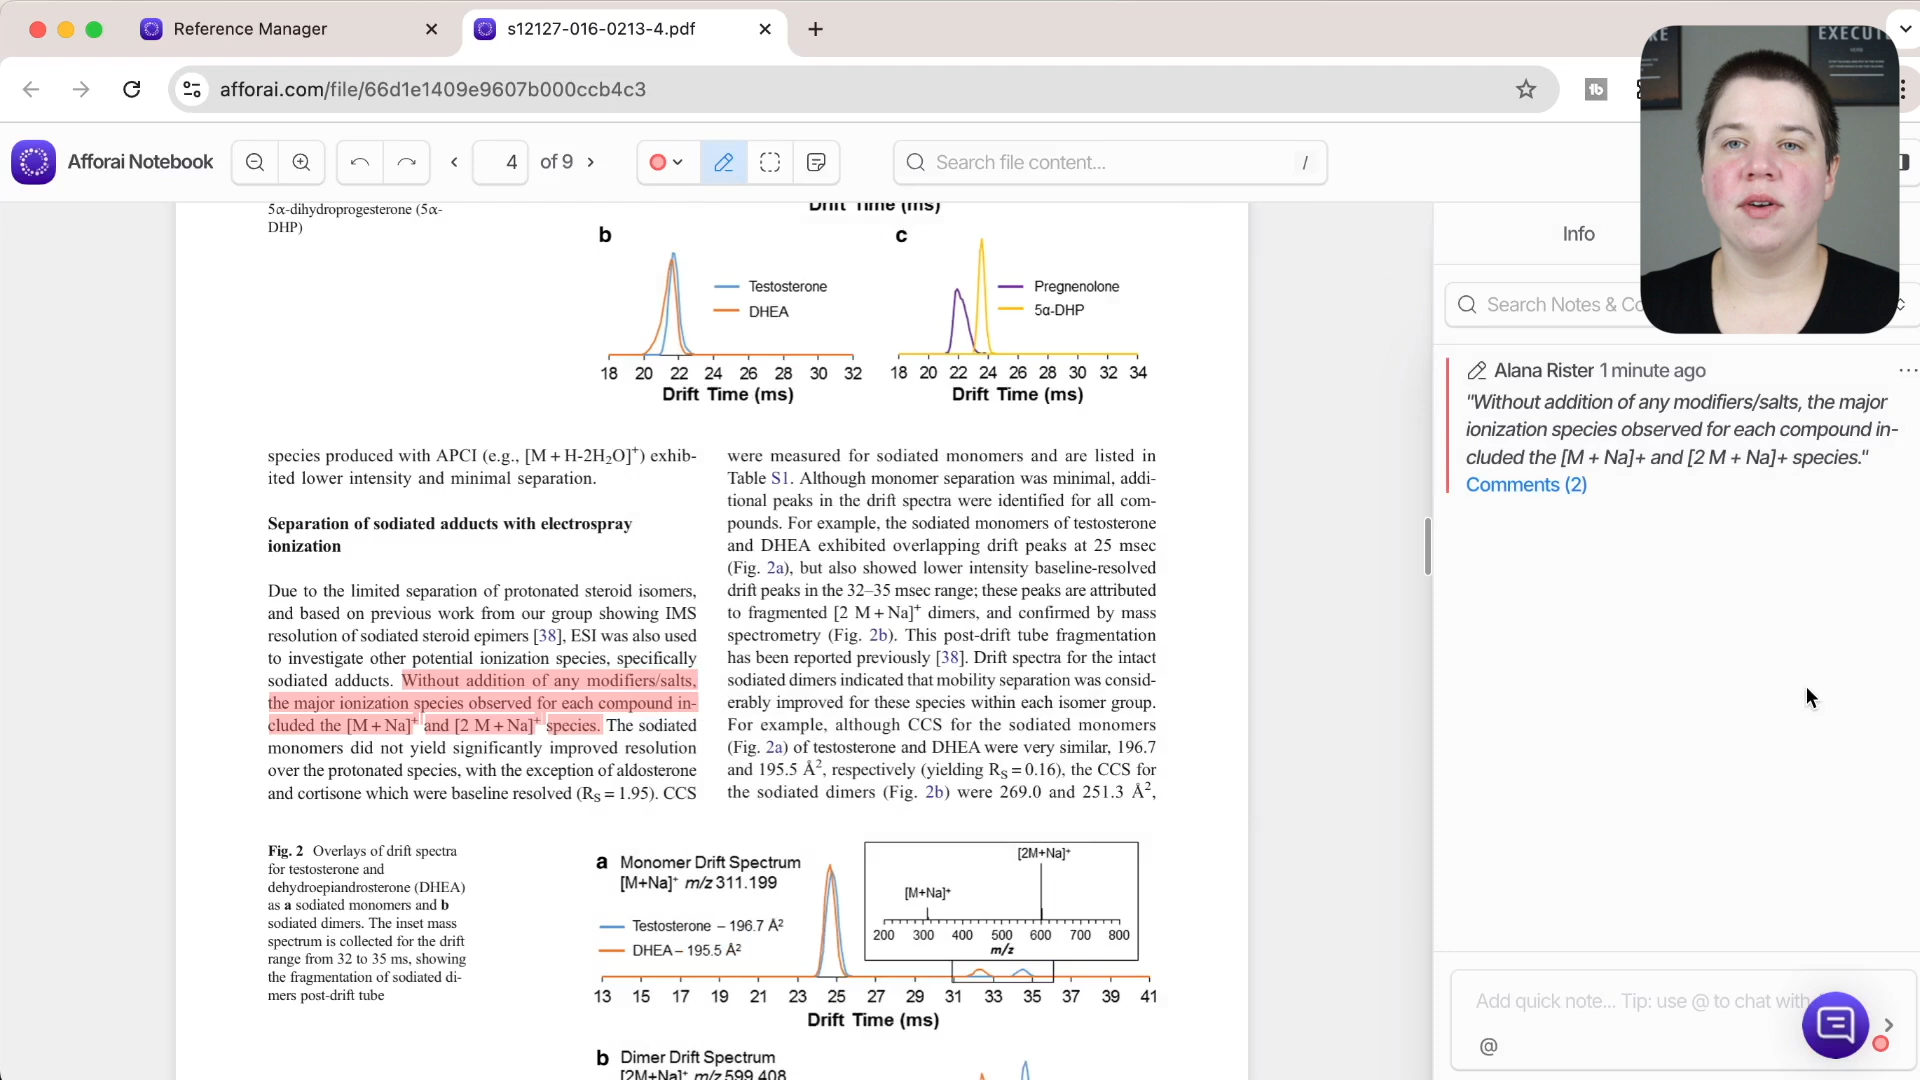 Reference Manager
s12127-016-0213-4.pdf
RE
EXECUTE
afforai.com/file/66d1e1409e9607b000ccb4c3
tb
Afforai Notebook
4 of 9
Search file content...
/
Info
Search Notes & Co
5α-dihydroprogesterone (5α-
DHP)
Drift Time (ms)
b
Testosterone
DHEA
18 20 22 24 26 28 30 32
Drift Time (ms)
c
Pregnenolone
5α-DHP
18 20 22 24 26 28 30 32 34
Drift Time (ms)
species produced with APCI (e.g., [M + H-2H₂O]⁺) exhib-
ited lower intensity and minimal separation.
Separation of sodiated adducts with electrospray
ionization
Due to the limited separation of protonated steroid isomers,
and based on previous work from our group showing IMS
resolution of sodiated steroid epimers [38], ESI was also used
to investigate other potential ionization species, specifically
sodiated adducts. Without addition of any modifiers/salts,
the major ionization species observed for each compound in-
cluded the [M + Na]⁺ and [2 M + Na]⁺ species. The sodiated
monomers did not yield significantly improved resolution
over the protonated species, with the exception of aldosterone
and cortisone which were baseline resolved (RS = 1.95). CCS
were measured for sodiated monomers and are listed in
Table S1. Although monomer separation was minimal, addi-
tional peaks in the drift spectra were identified for all com-
pounds. For example, the sodiated monomers of testosterone
and DHEA exhibited overlapping drift peaks at 25 msec
(Fig. 2a), but also showed lower intensity baseline-resolved
drift peaks in the 32–35 msec range; these peaks are attributed
to fragmented [2 M + Na]⁺ dimers, and confirmed by mass
spectrometry (Fig. 2b). This post-drift tube fragmentation
has been reported previously [38]. Drift spectra for the intact
sodiated dimers indicated that mobility separation was consid-
erably improved for these species within each isomer group.
For example, although CCS for the sodiated monomers
(Fig. 2a) of testosterone and DHEA were very similar, 196.7
and 195.5 Å², respectively (yielding RS = 0.16), the CCS for
the sodiated dimers (Fig. 2b) were 269.0 and 251.3 Å²,
Fig. 2 Overlays of drift spectra
for testosterone and
dehydroepiandrosterone (DHEA)
as a sodiated monomers and b
sodiated dimers. The inset mass
spectrum is collected for the drift
range from 32 to 35 ms, showing
the fragmentation of sodiated di-
mers post-drift tube
a Monomer Drift Spectrum
[M+Na]⁺ m/z 311.199
Testosterone – 196.7 Å²
DHEA – 195.5 Å²
[2M+Na]⁺
[M+Na]⁺
200 300 400 500 600 700 800
m/z
13 15 17 19 21 23 25 27 29 31 33 35 37 39 41
Drift Time (ms)
b Dimer Drift Spectrum
[2M+Na]⁺ m/z 599.408
Alana Rister 1 minute ago
"Without addition of any modifiers/salts, the major
ionization species observed for each compound in-
cluded the [M + Na]+ and [2 M + Na]+ species."
Comments (2)
Add quick note... Tip: use @ to chat with
@